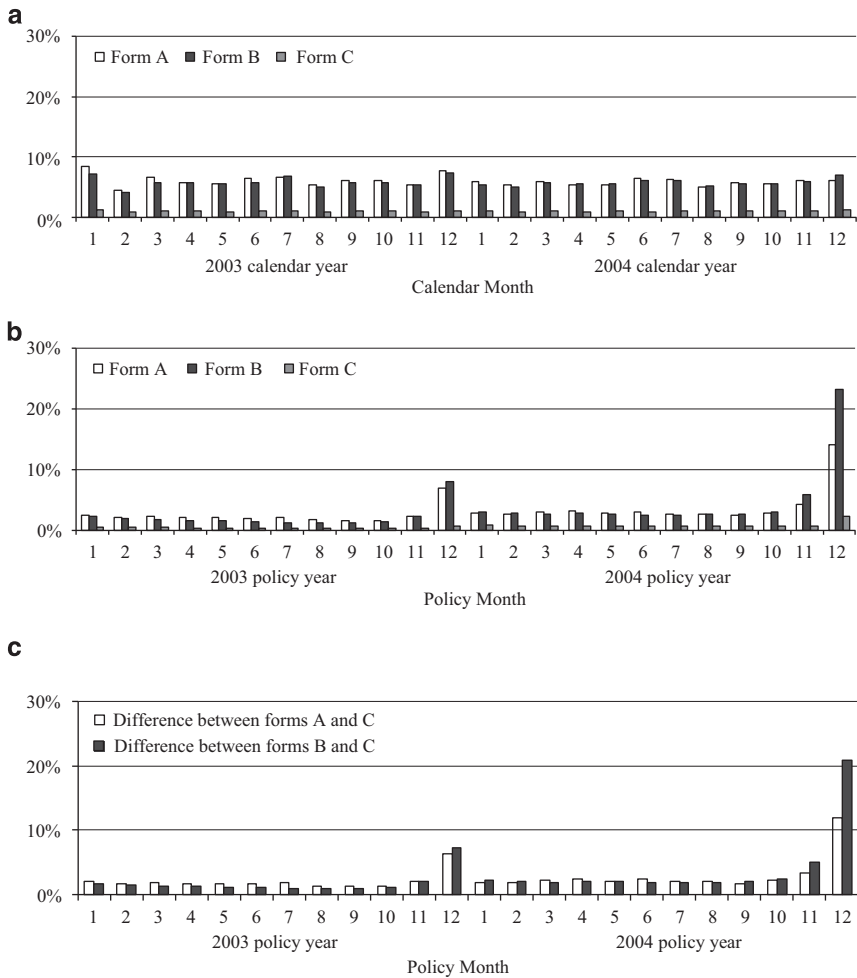 a
30%
Form A Form B Form C
20%
10%
0%
1 2 3 4 5 6 7 8 9 10 11 12 1 2 3 4 5 6 7 8 9 10 11 12
2003 calendar year 2004 calendar year
Calendar Month
b
30%
Form A Form B Form C
20%
10%
0%
1 2 3 4 5 6 7 8 9 10 11 12 1 2 3 4 5 6 7 8 9 10 11 12
2003 policy year 2004 policy year
Policy Month
c
30%
Difference between forms A and C
Difference between forms B and C
20%
10%
0%
1 2 3 4 5 6 7 8 9 10 11 12 1 2 3 4 5 6 7 8 9 10 11 12
2003 policy year 2004 policy year
Policy Month